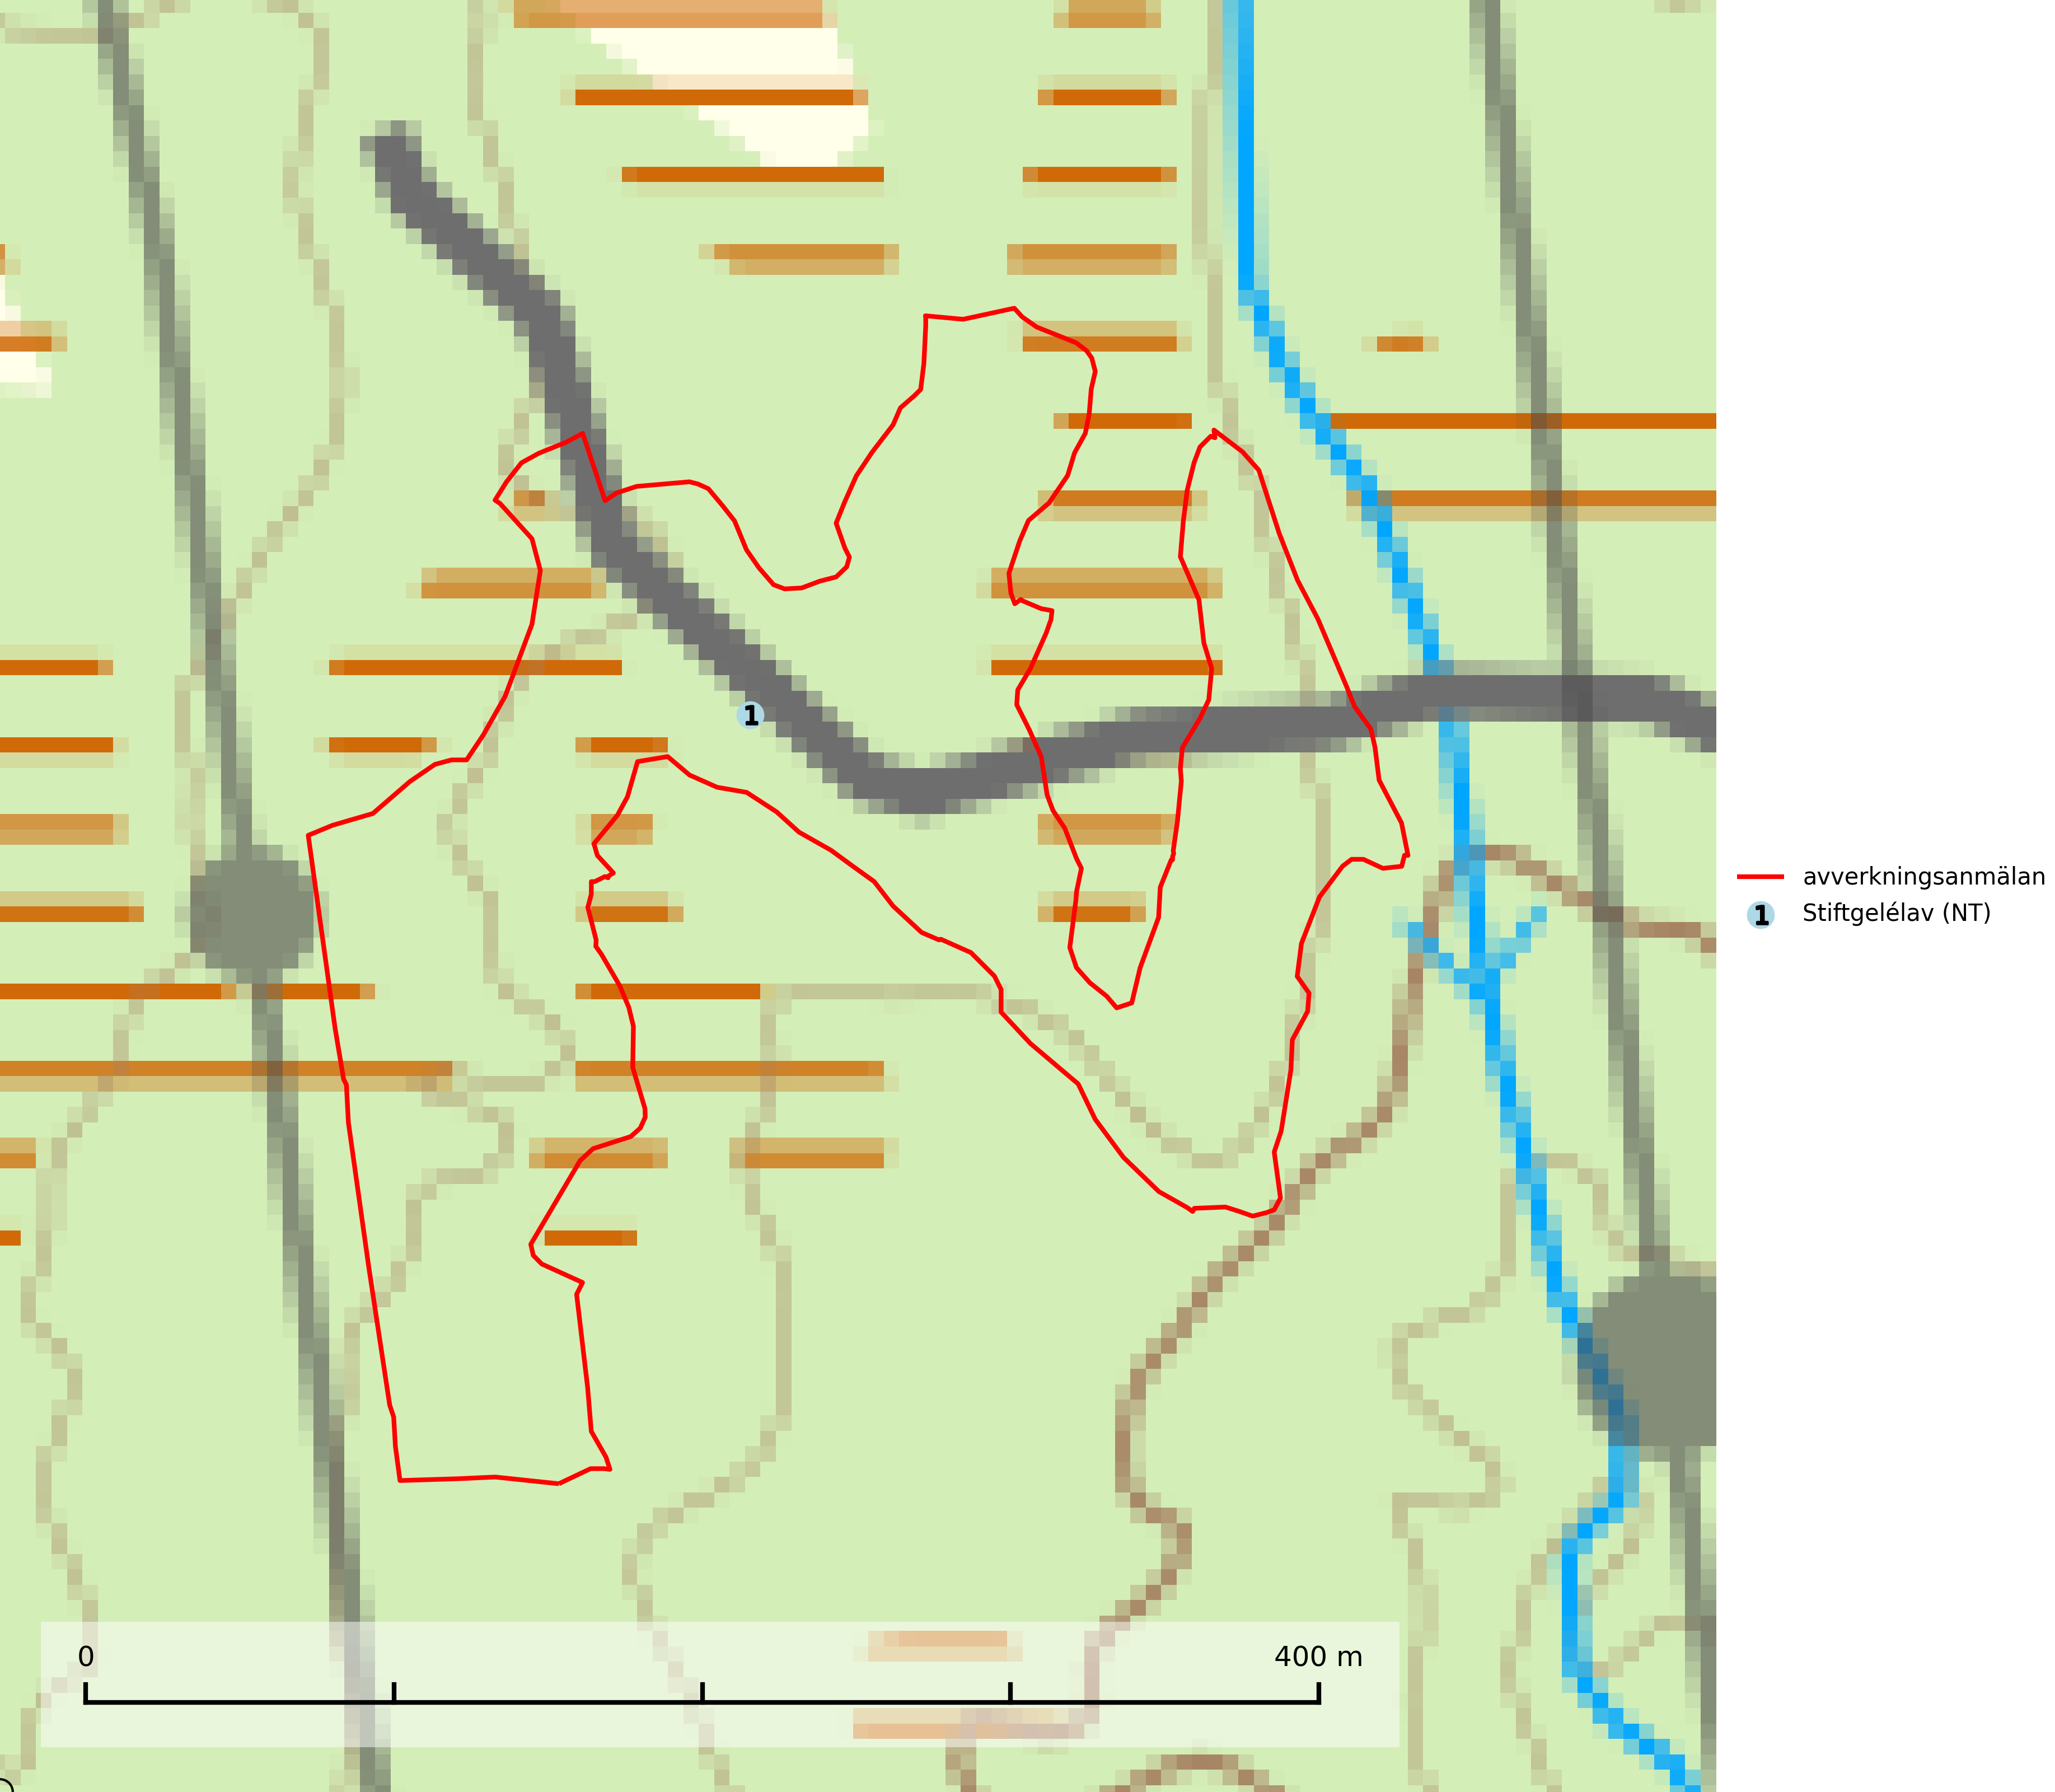 1
avverkningsanmälan
1 Stiftgelélav (NT)
0 400 m